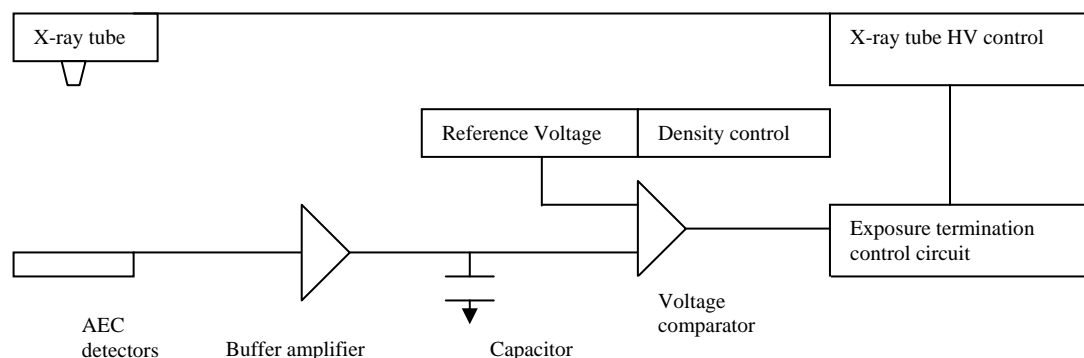 X-ray tube
X-ray tube HV control
Reference Voltage
Density control
Exposure termination
control circuit
Voltage
comparator
AEC
detectors
Buffer amplifier
Capacitor